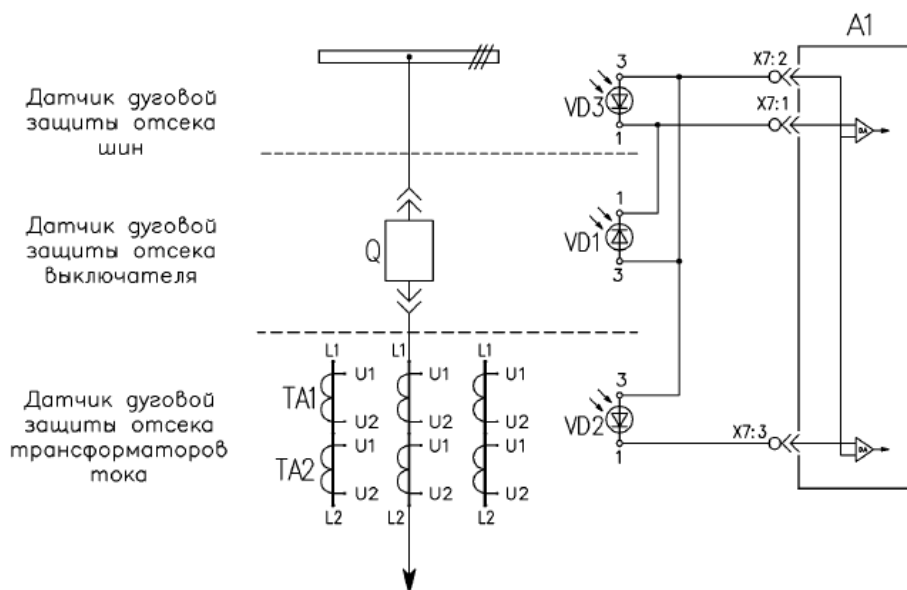 A1
Датчик дуговой
защиты отсека
шин
3
VD3
1
X7:2
X7:1
DA
Датчик дуговой
защиты отсека
выключателя
Q
1
VD1
3
Датчик дуговой
защиты отсека
трансформаторов
тока
L1
L1
L1
TA1
U1
U1
U1
U2
U2
U2
TA2
U1
U1
U1
U2
U2
U2
L2
L2
L2
3
VD2
1
X7:3
DA